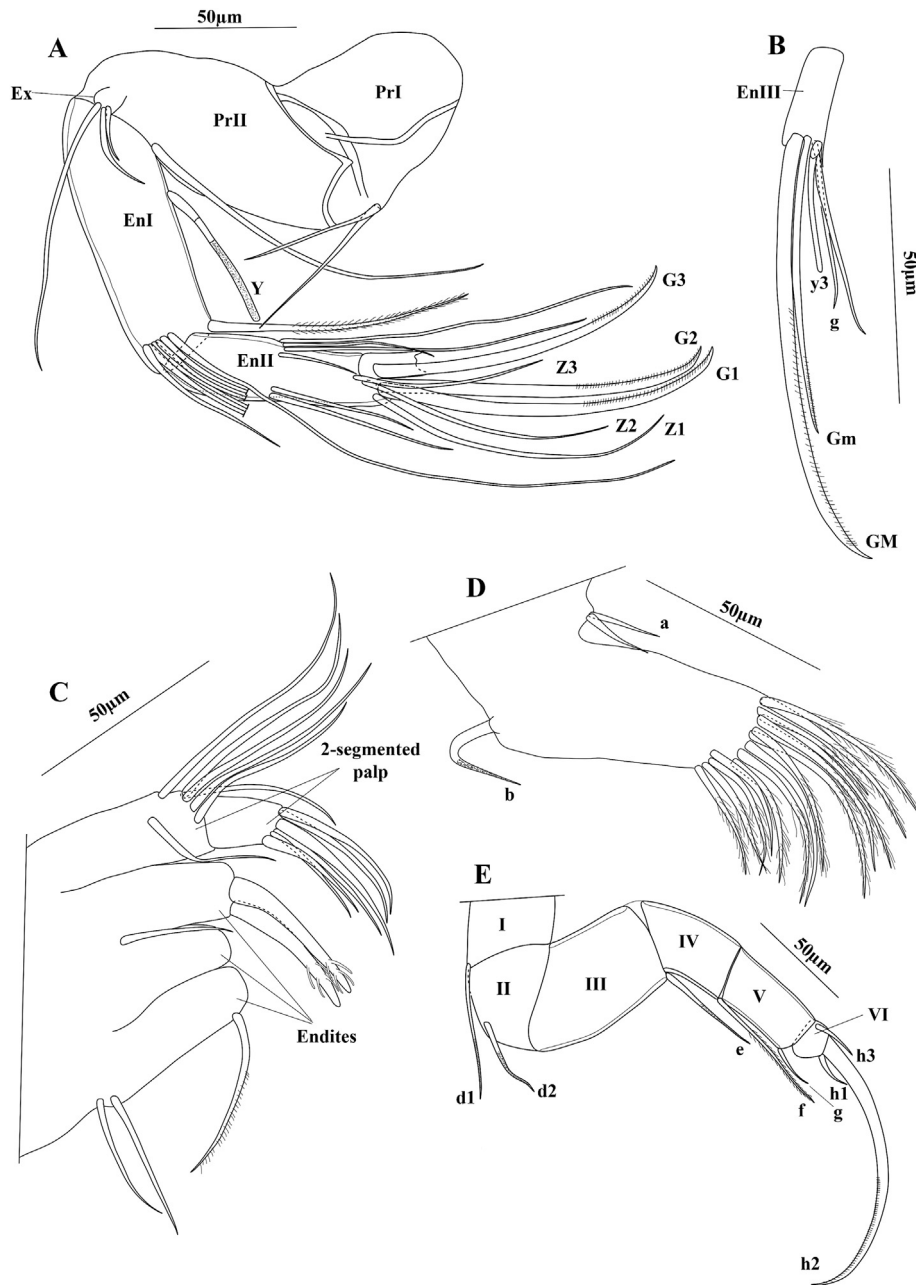 50µm
A
B
Ex
PrI
EnIII
PrII
EnI
50µm
Y
G3
y3
g
G2
EnII
Z3
G1
Z2
Z1
Gm
GM
D
50µm
a
C
50µm
2-segmented
palp
b
E
I
50µm
IV
II
III
V
VI
Endites
e
h3
d1
d2
f
g
h1
h2